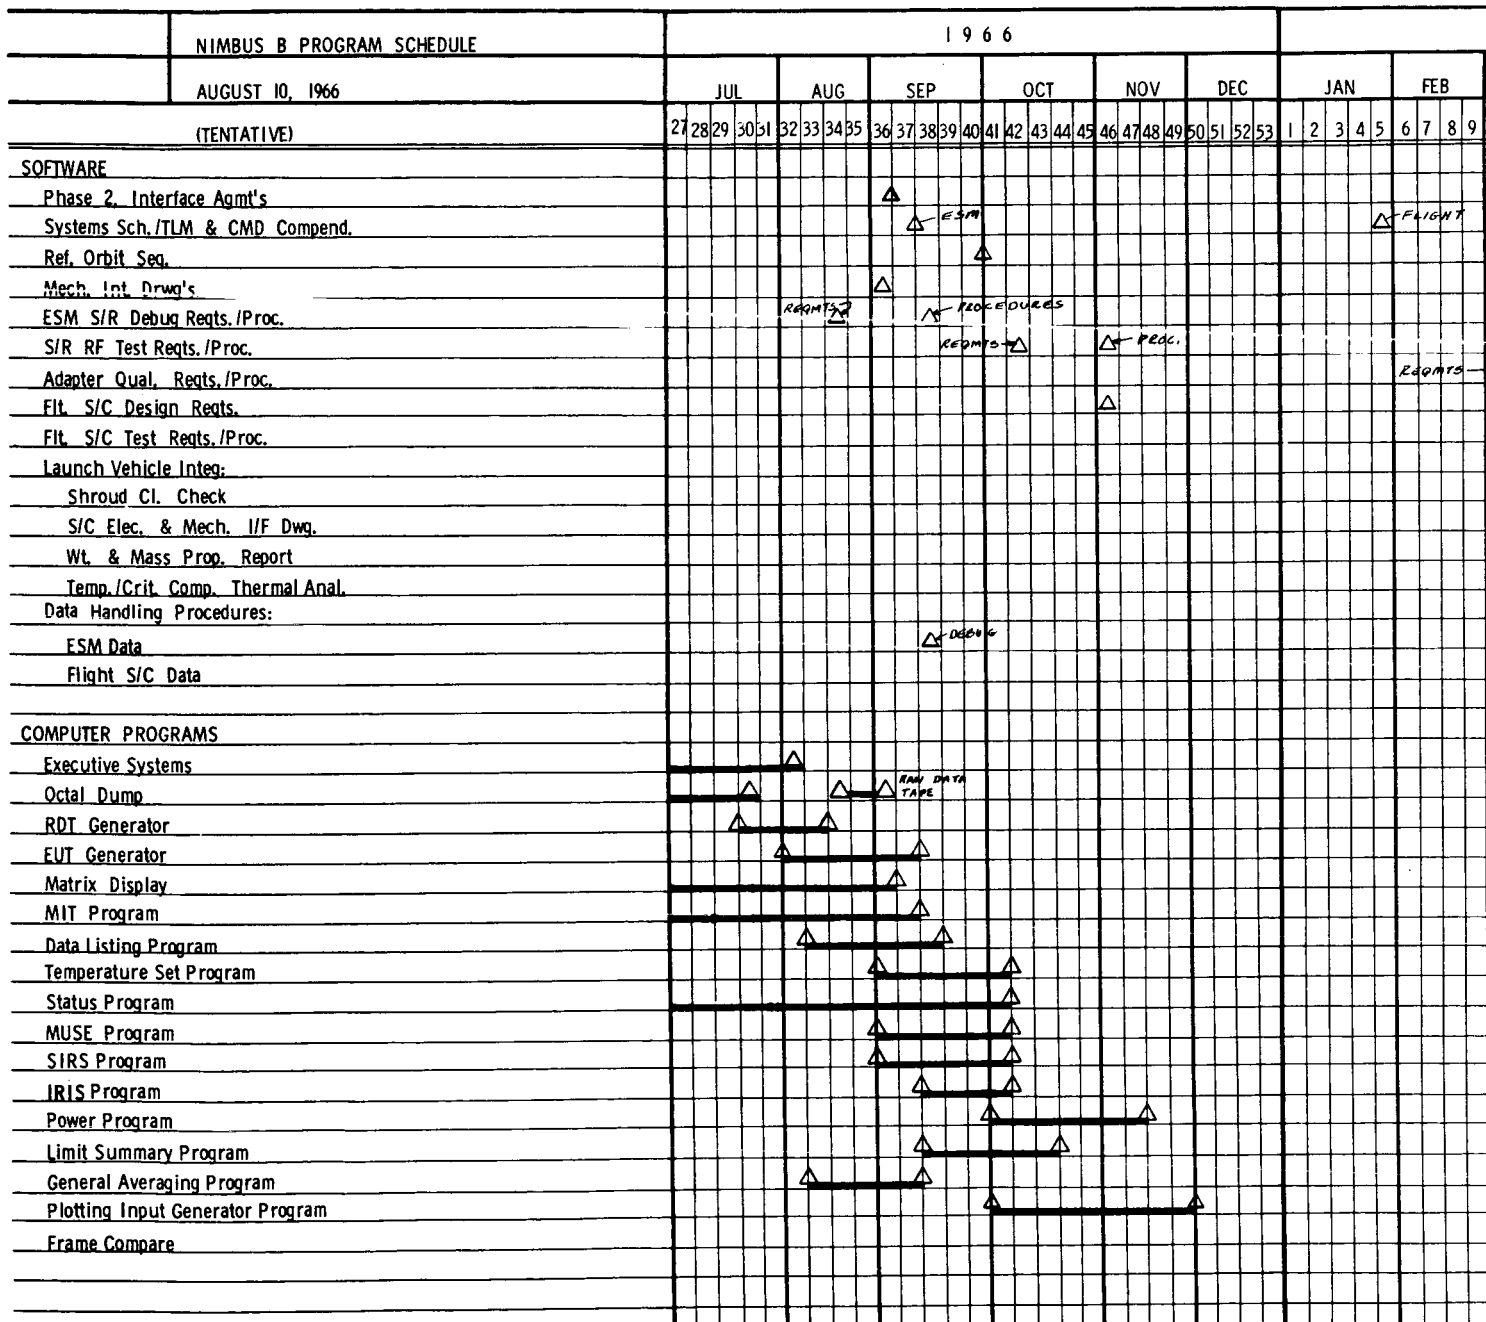 NIMBUS B PROGRAM SCHEDULE
1966
AUGUST 10, 1966
JUL AUG SEP OCT NOV DEC JAN FEB
(TENTATIVE)
27 28 29 30 31 32 33 34 35 36 37 38 39 40 41 42 43 44 45 46 47 48 49 50 51 52 53 1 2 3 4 5 6 7 8 9
SOFTWARE
Phase 2, Interface Agmt's
Systems Sch./TLM & CMD Compend. ESM FLIGHT
Ref. Orbit Seq.
Mech. Int. Drwg's
ESM S/R Debug Reqts./Proc. REQMTS PROCEDURES
S/R RF Test Reqts./Proc. REQMTS PROC.
Adapter Qual. Reqts./Proc. REQMTS
Flt. S/C Design Reqts.
Flt. S/C Test Reqts./Proc.
Launch Vehicle Integ:
Shroud Cl. Check
S/C Elec. & Mech. I/F Dwg.
Wt. & Mass Prop. Report
Temp./Crit. Comp. Thermal Anal.
Data Handling Procedures:
ESM Data DEBUG
Flight S/C Data
COMPUTER PROGRAMS
Executive Systems
Octal Dump RAW DATA
TAPE
RDT Generator
EUT Generator
Matrix Display
MIT Program
Data Listing Program
Temperature Set Program
Status Program
MUSE Program
SIRS Program
IRIS Program
Power Program
Limit Summary Program
General Averaging Program
Plotting Input Generator Program
Frame Compare